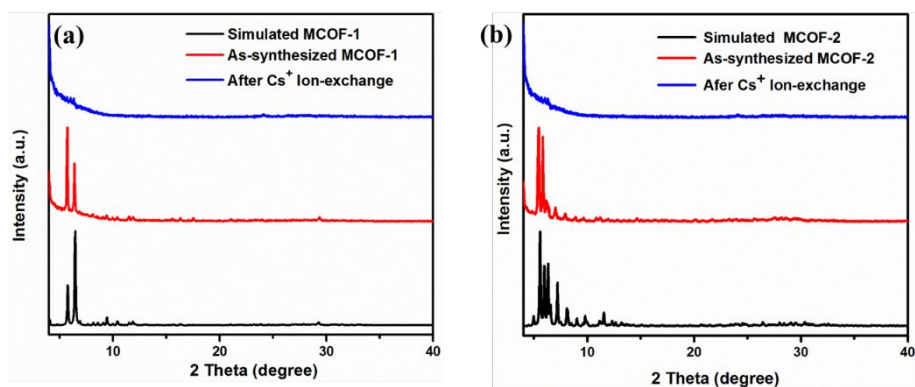 (a)
Simulated MCOF-1
As-synthesized MCOF-1
After Cs⁺ Ion-exchange
Intensity (a.u.)
10
20
30
40
2 Theta (degree)
(b)
Simulated MCOF-2
As-synthesized MCOF-2
Afer Cs⁺ Ion-exchange
Intensity (a.u.)
10
20
30
40
2 Theta (degree)